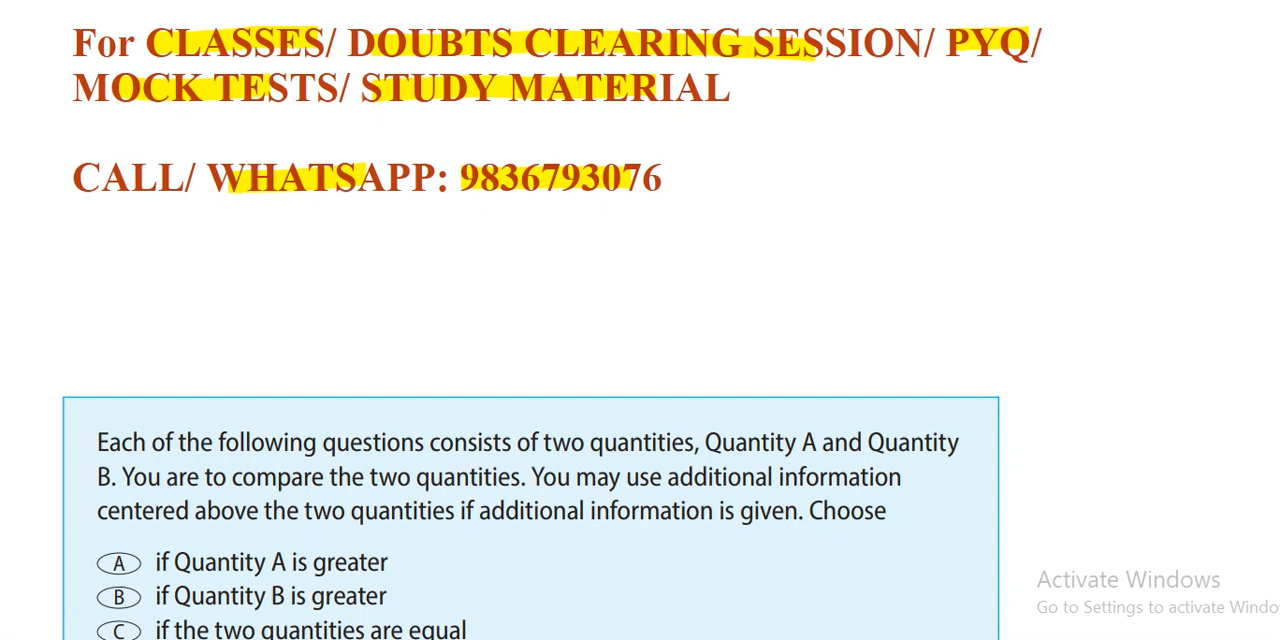 For CLASSES/ DOUBTS CLEARING SESSION/ PYQ/
MOCK TESTS/ STUDY MATERIAL
CALL/ WHATSAPP: 9836793076
Each of the following questions consists of two quantities, Quantity A and Quantity
B. You are to compare the two quantities. You may use additional information
centered above the two quantities if additional information is given. Choose
A if Quantity A is greater
B if Quantity B is greater
C if the two quantities are equal
Activate Windows
Go to Settings to activate Windo